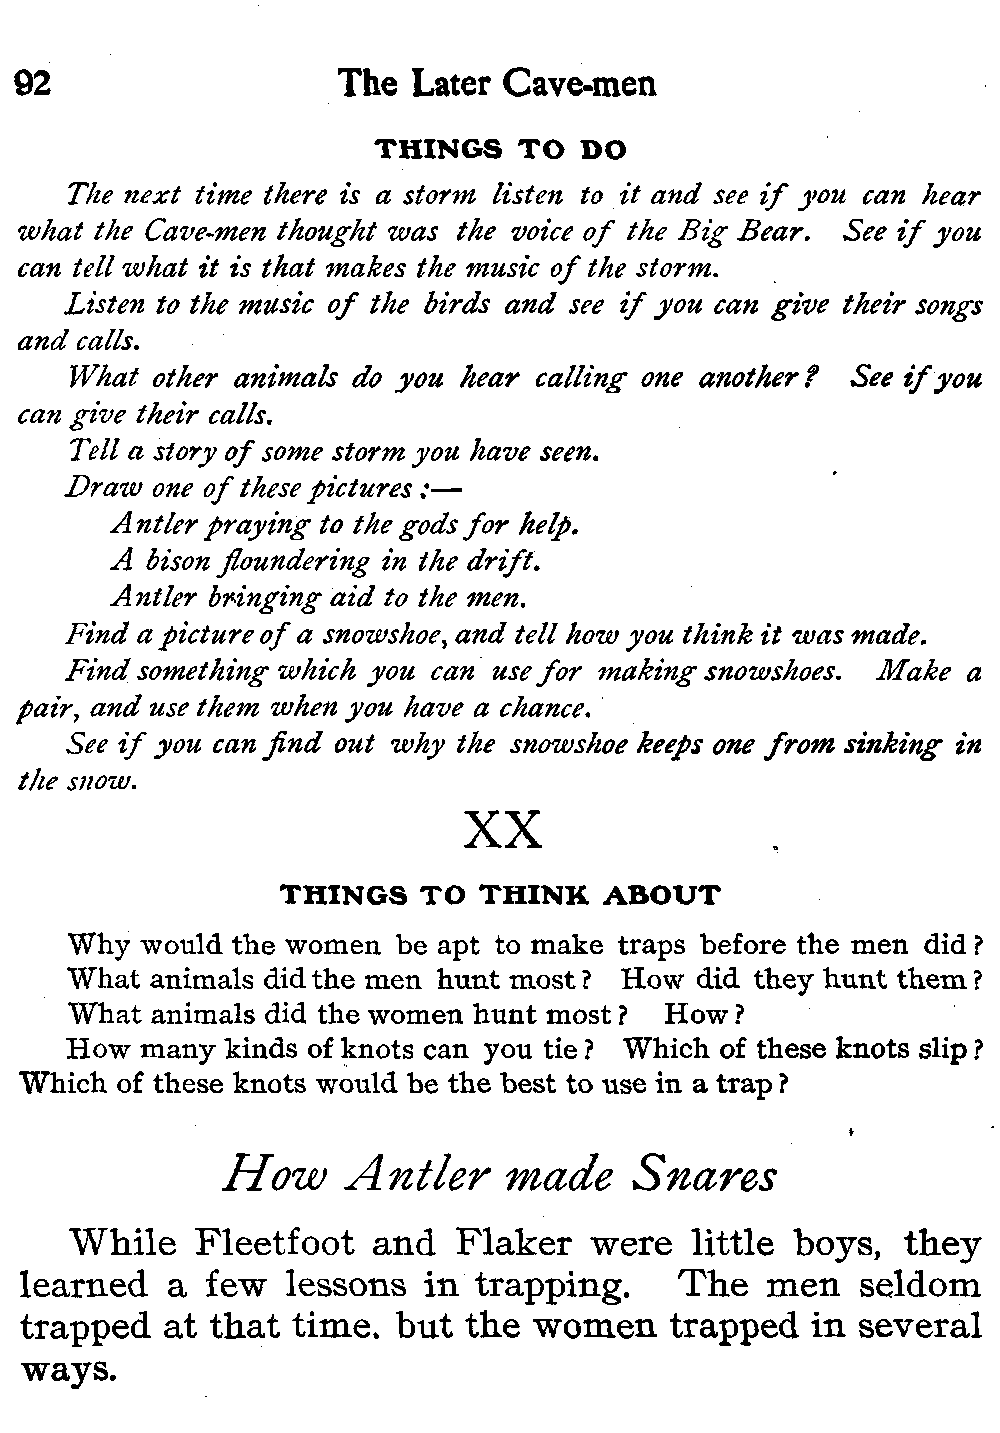 92 The Later Cave-men
THINGS TO DO
The next time there is a storm listen to it and see if you can hear
what the Cave-men thought was the voice of the Big Bear. See if you
can tell what it is that makes the music of the storm.
Listen to the music of the birds and see if you can give their songs
and calls.
What other animals do you hear calling one another? See if you
can give their calls.
Tell a story of some storm you have seen.
Draw one of these pictures:—
Antler praying to the gods for help.
A bison floundering in the drift.
Antler bringing aid to the men.
Find a picture of a snowshoe, and tell how you think it was made.
Find something which you can use for making snowshoes. Make a
pair, and use them when you have a chance.
See if you can find out why the snowshoe keeps one from sinking in
the snow.
XX
THINGS TO THINK ABOUT
Why would the women be apt to make traps before the men did?
What animals did the men hunt most? How did they hunt them?
What animals did the women hunt most? How?
How many kinds of knots can you tie? Which of these knots slip?
Which of these knots would be the best to use in a trap?
How Antler made Snares
While Fleetfoot and Flaker were little boys, they
learned a few lessons in trapping. The men seldom
trapped at that time. but the women trapped in several
ways.